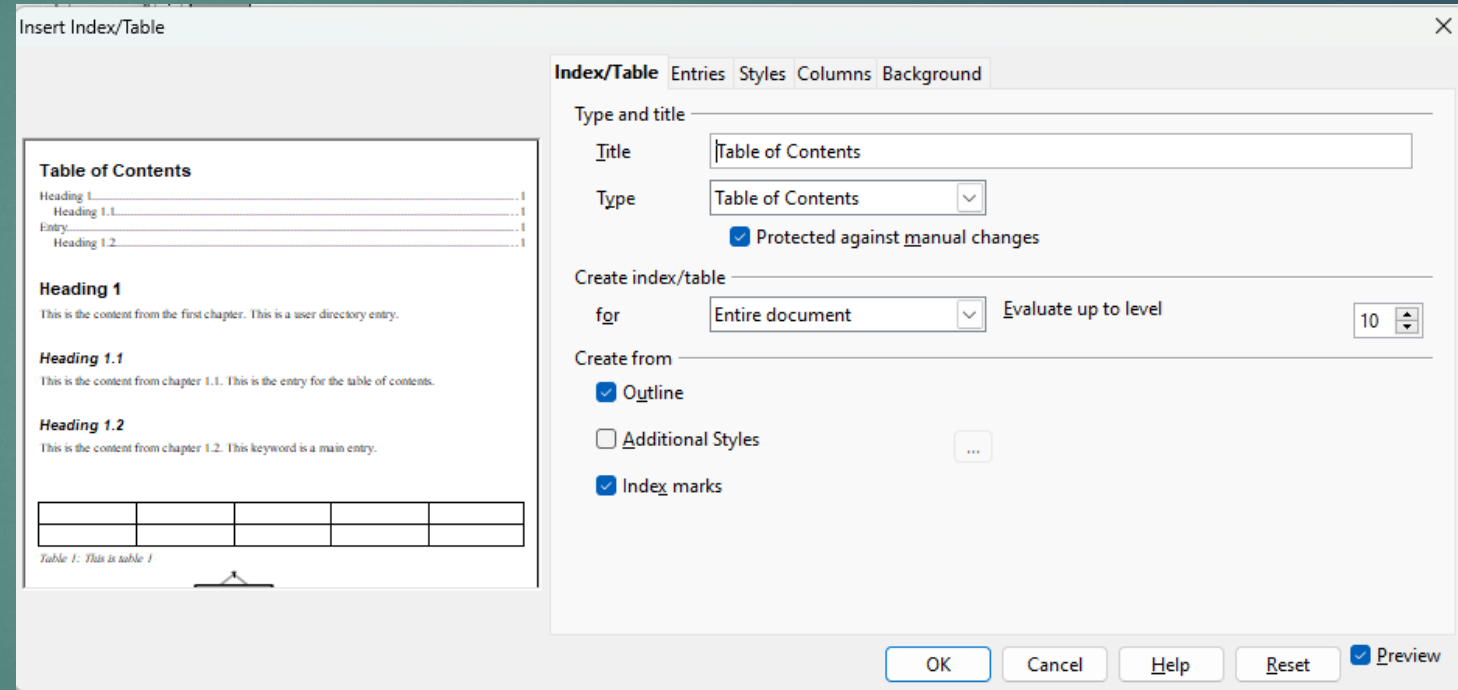 Insert Index/Table
Index/Table Entries Styles Columns Background
Type and title
Title Table of Contents
Type Table of Contents
Protected against manual changes
Create index/table
for Entire document Evaluate up to level 10
Create from
Outline
Additional Styles ...
Index marks
Table of Contents
Heading 1 1
Heading 1.1 1
Entry 1
Heading 1.2 1
Heading 1
This is the content from the first chapter. This is a user directory entry.
Heading 1.1
This is the content from chapter 1.1. This is the entry for the table of contents.
Heading 1.2
This is the content from chapter 1.2. This keyword is a main entry.
Table 1: This is table 1
OK Cancel Help Reset Preview